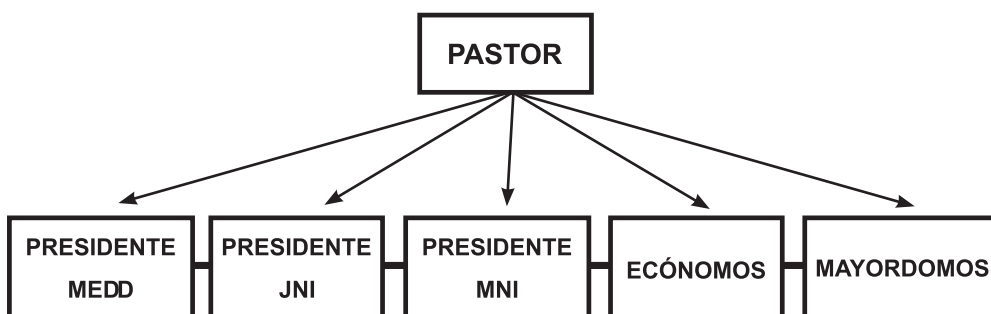 PASTOR
PRESIDENTE
MEDD
PRESIDENTE
JNI
PRESIDENTE
MNI
ECÓNOMOS
MAYORDOMOS